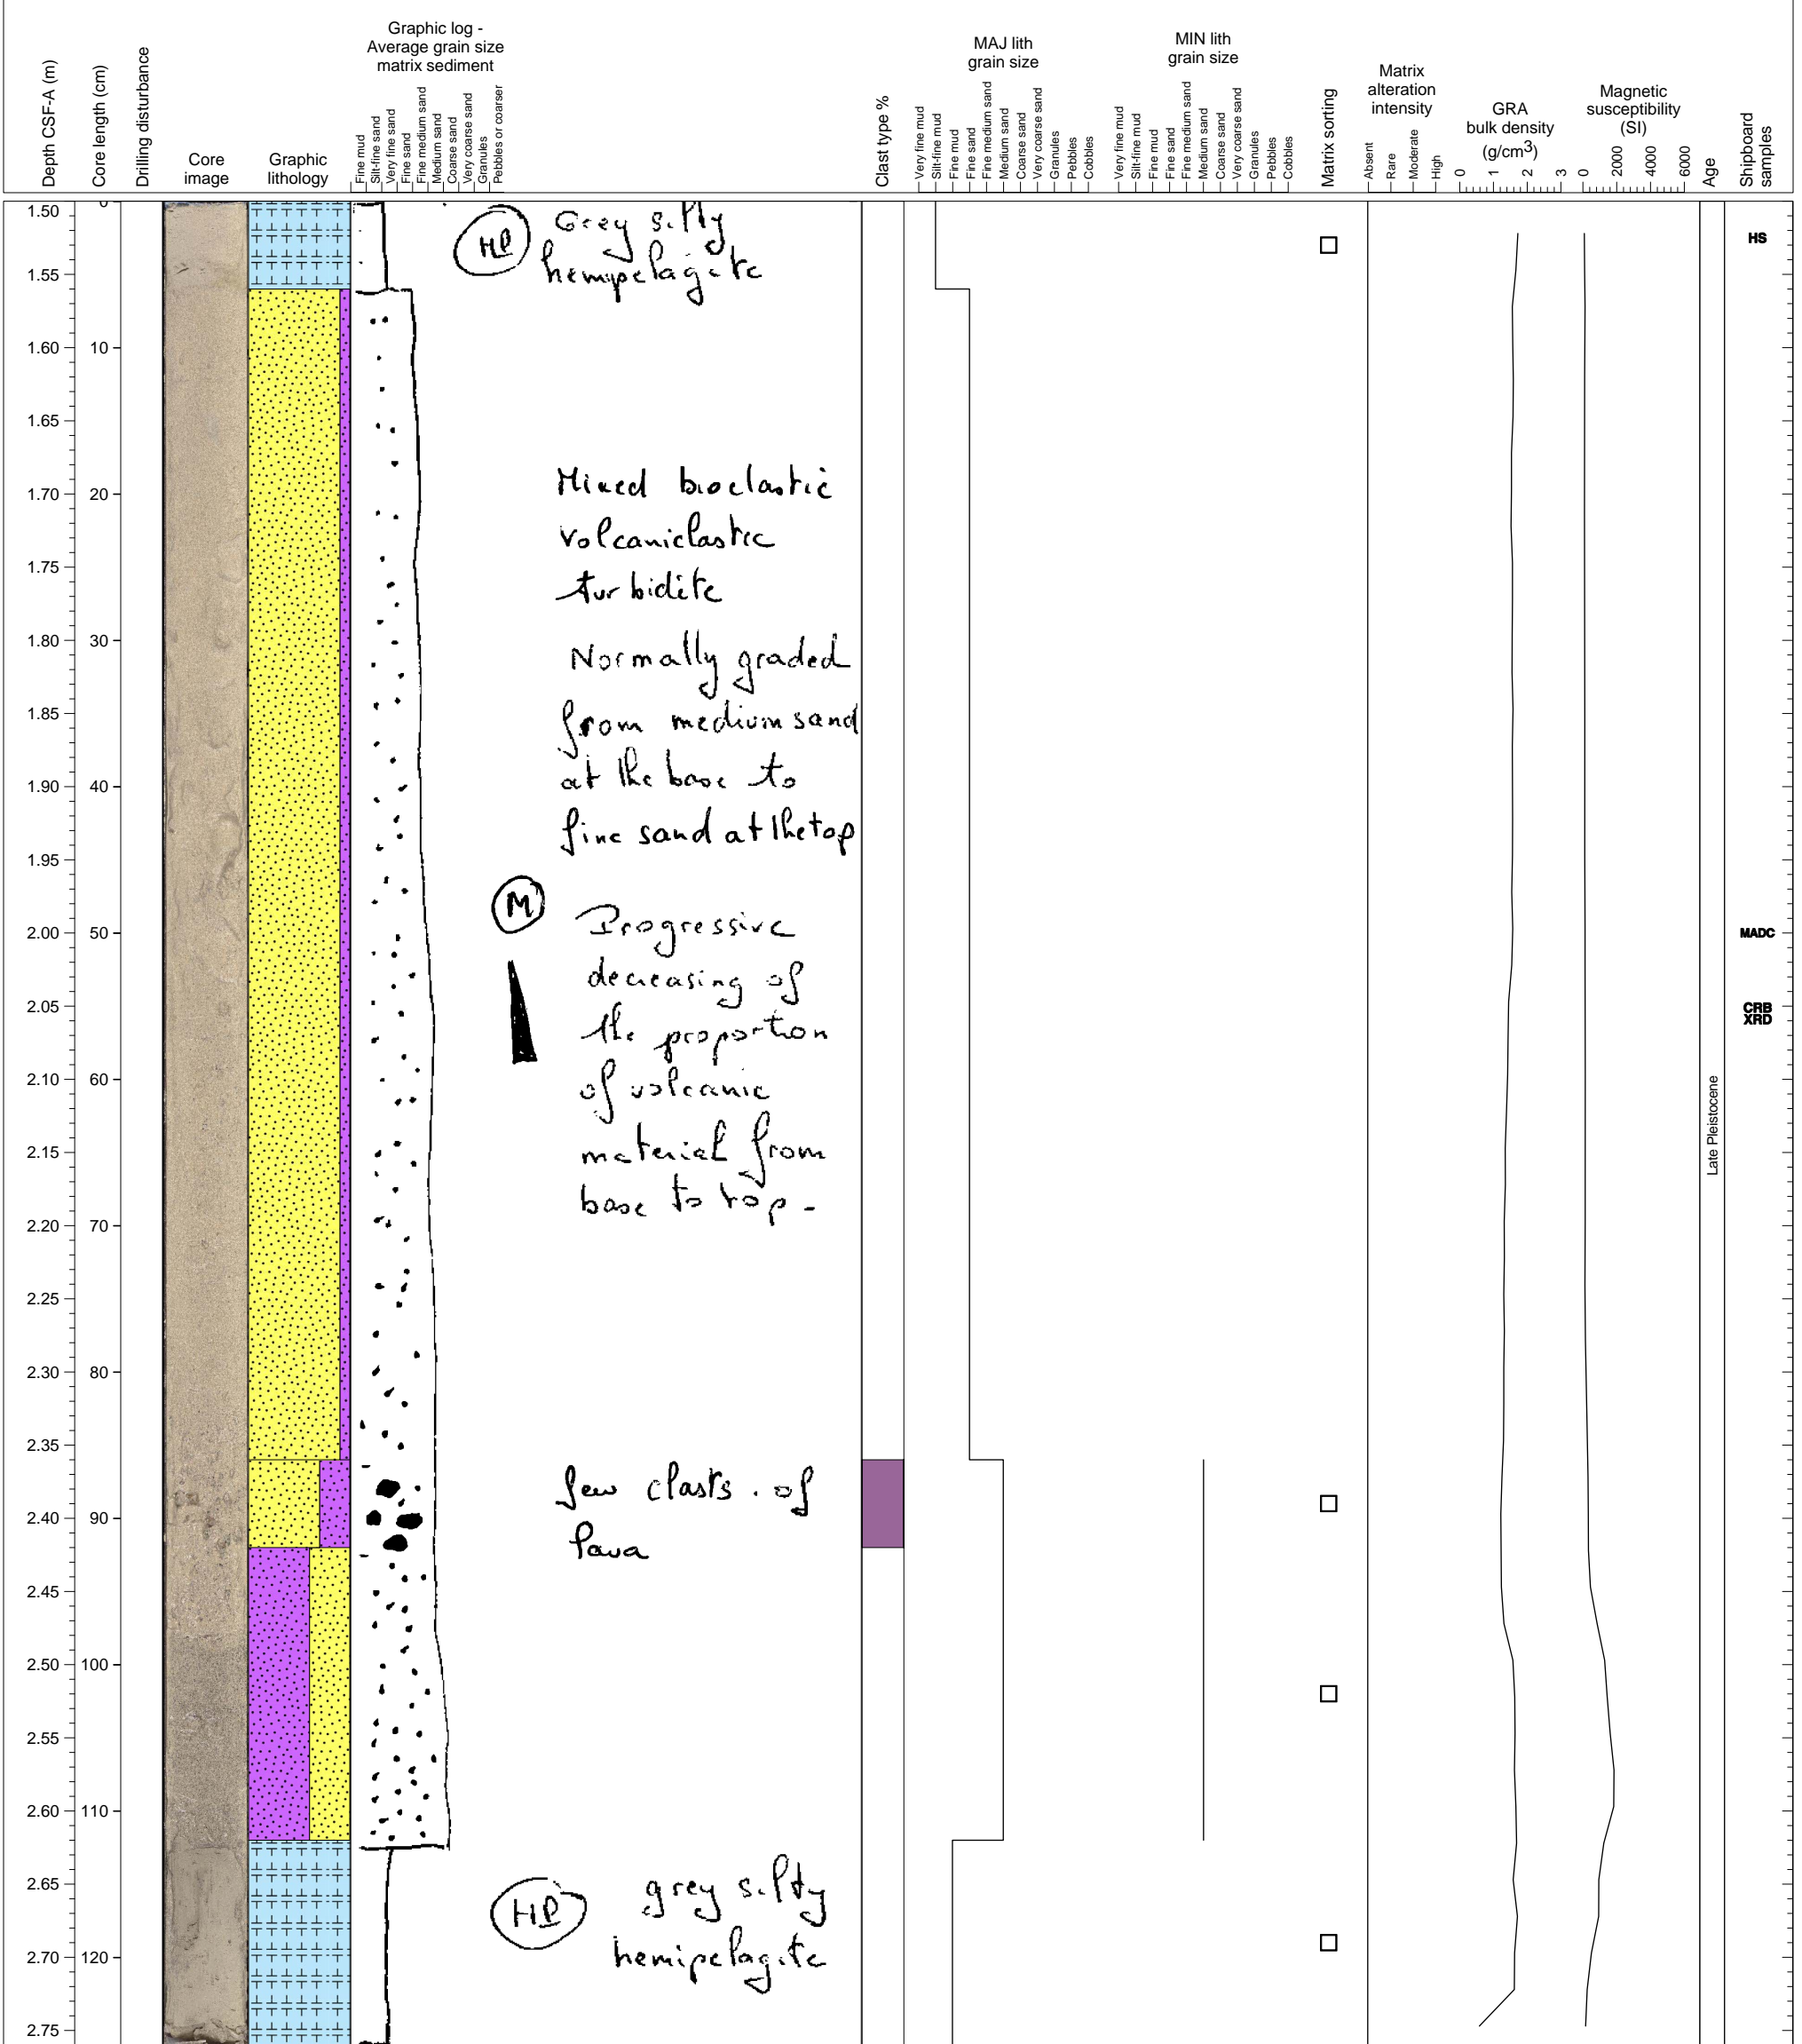 Graphic log -
Average grain size
matrix sediment
MAJ lith
grain size
MIN lith
grain size
Depth CSF-A (m)
Core length (cm)
Drilling disturbance
Core
image
Graphic
lithology
Fine mud
Silt-fine sand
Very fine sand
Fine sand
Fine medium sand
Medium sand
Coarse sand
Very coarse sand
Granules
Pebbles or coarser
Clast type %
Very fine mud
Silt-fine mud
Fine mud
Fine sand
Fine medium sand
Medium sand
Coarse sand
Very coarse sand
Granules
Pebbles
Cobbles
Very fine mud
Silt-fine mud
Fine mud
Fine sand
Fine medium sand
Medium sand
Coarse sand
Very coarse sand
Granules
Pebbles
Cobbles
Matrix sorting
Matrix
alteration
intensity
Absent
Rare
Moderate
High
GRA
bulk density
(g/cm3)
0 1 2 3
Magnetic
susceptibility
(SI)
0 2000 4000 6000
Age
Shipboard
samples
1.50 0
1.55
1.60 10
1.65
1.70 20
1.75
1.80 30
1.85
1.90 40
1.95
2.00 50
2.05
2.10 60
2.15
2.20 70
2.25
2.30 80
2.35
2.40 90
2.45
2.50 100
2.55
2.60 110
2.65
2.70 120
2.75
HP
Grey silty
hemipelagite
Mixed bioclastic
volcaniclastic
turbidite
Normally graded
from medium sand
at the base to
fine sand at the top
M
Progressive
decreasing of
the proportion
of volcanic
material from
base to top -
few clasts . of
lava
HP
grey silty
hemipelagite
Late Pleistocene
HS
MADC
CRB
XRD